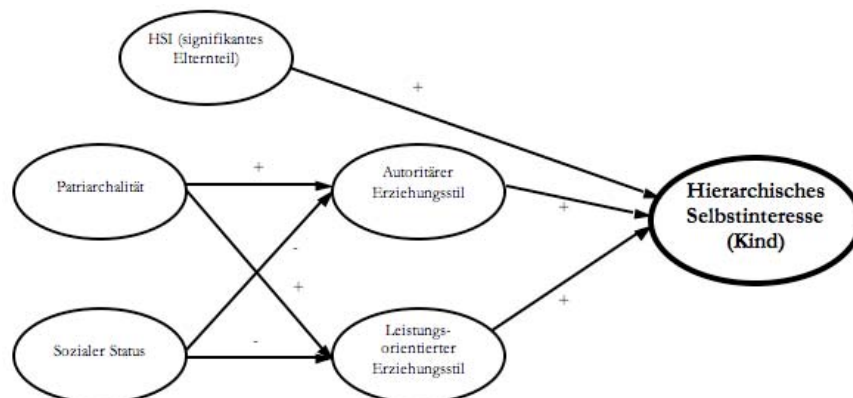 HSI (signifikantes
Elternteil)
+
Patriarchalität
+
Autoritärer
Erziehungsstil
+
Hierarchisches
Selbstinteresse
(Kind)
-
+
Sozialer Status
-
Leistungs-
orientierter
Erziehungsstil
+